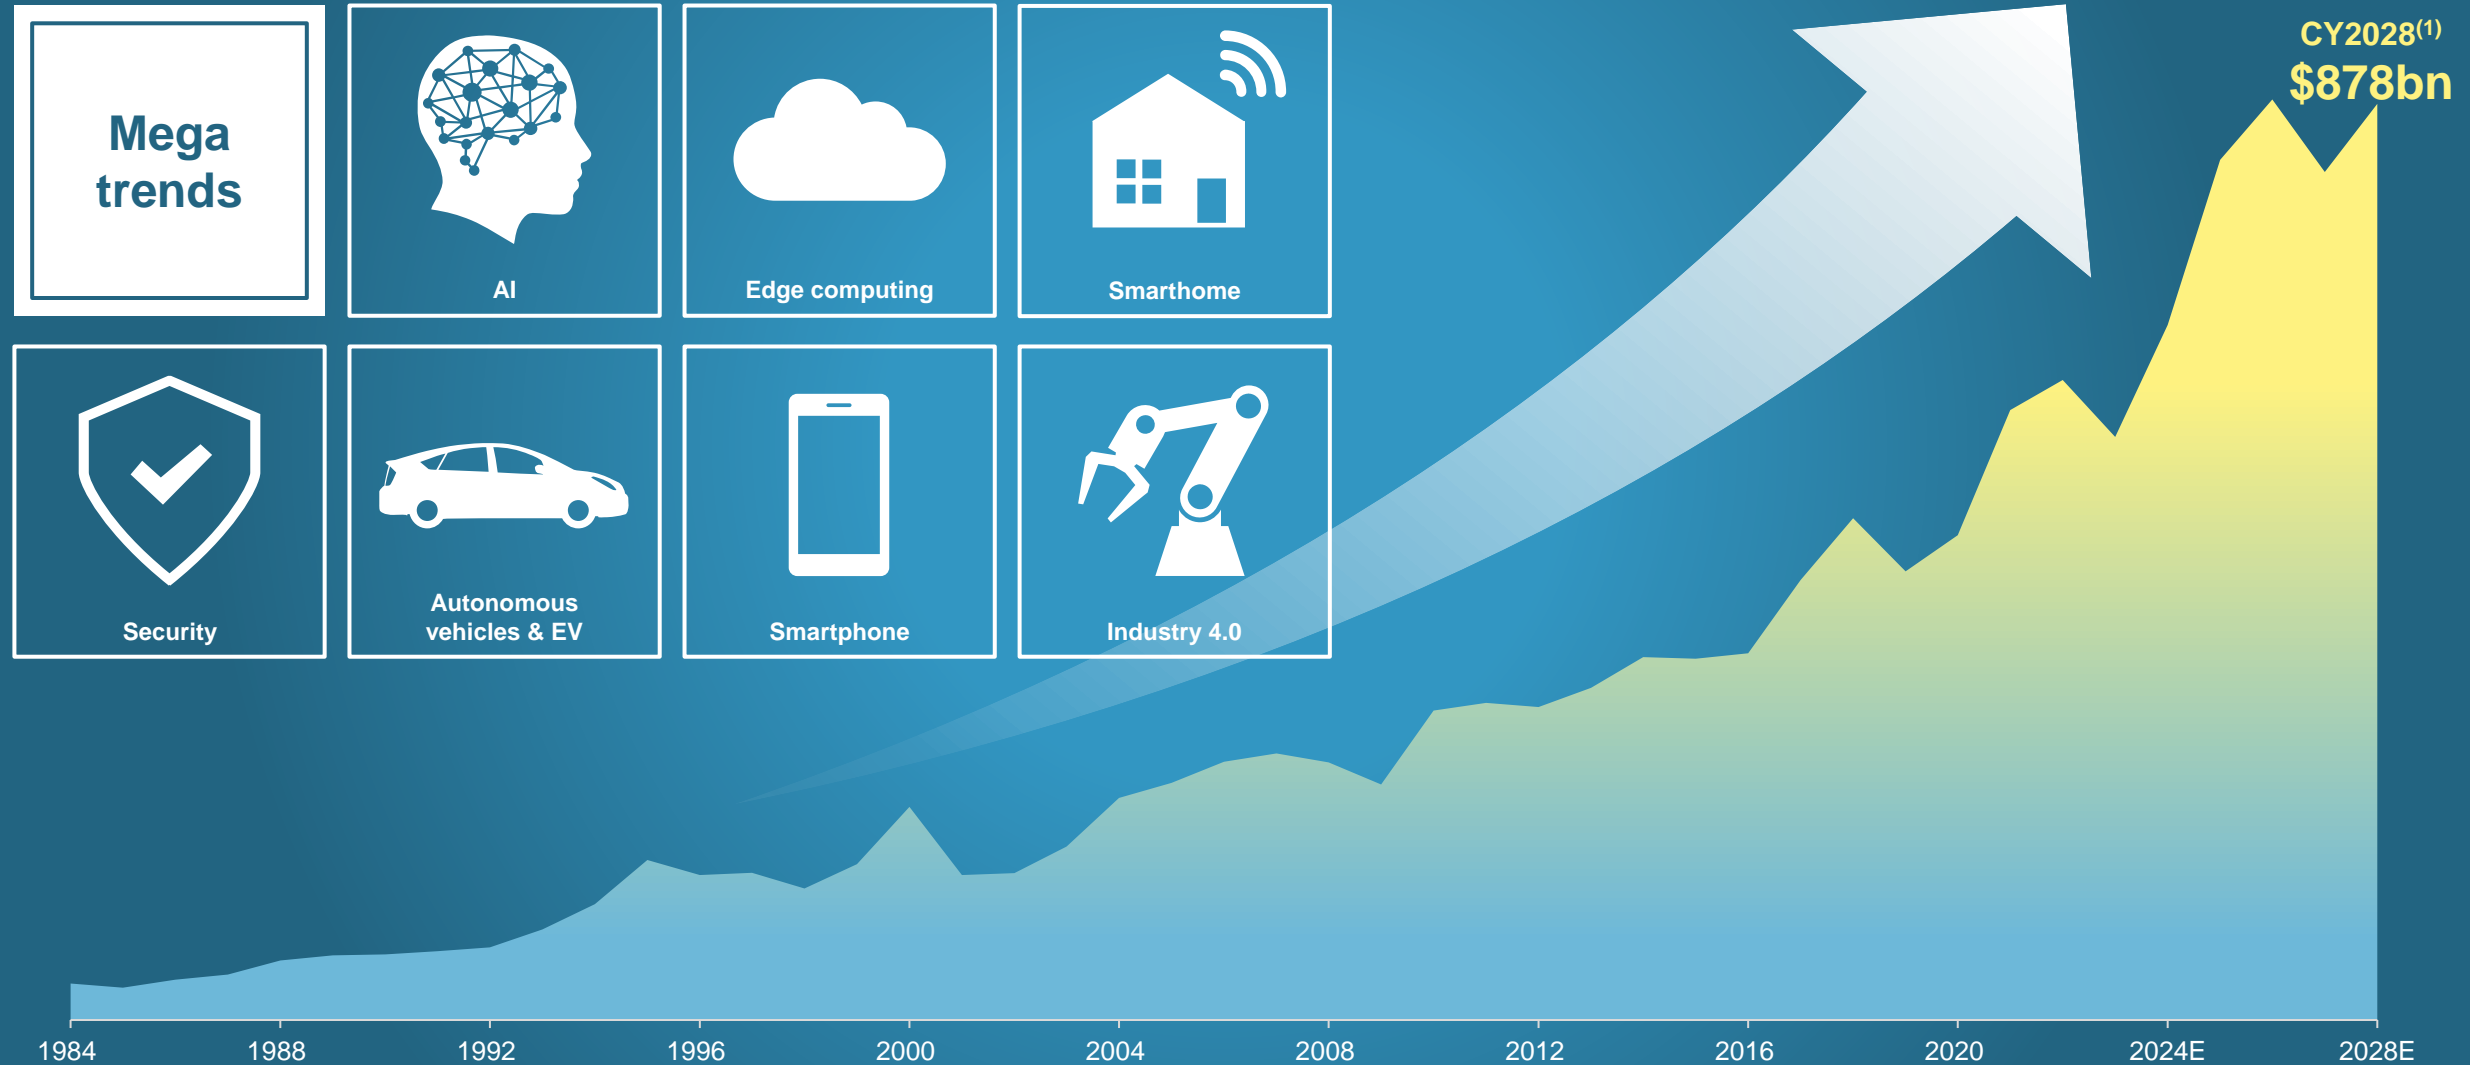 Mega
trends
AI
Edge computing
Smarthome
Security
Autonomous
vehicles & EV
Smartphone
Industry 4.0
CY2028(1)
$878bn
1984
1988
1992
1996
2000
2004
2008
2012
2016
2020
2024E
2028E